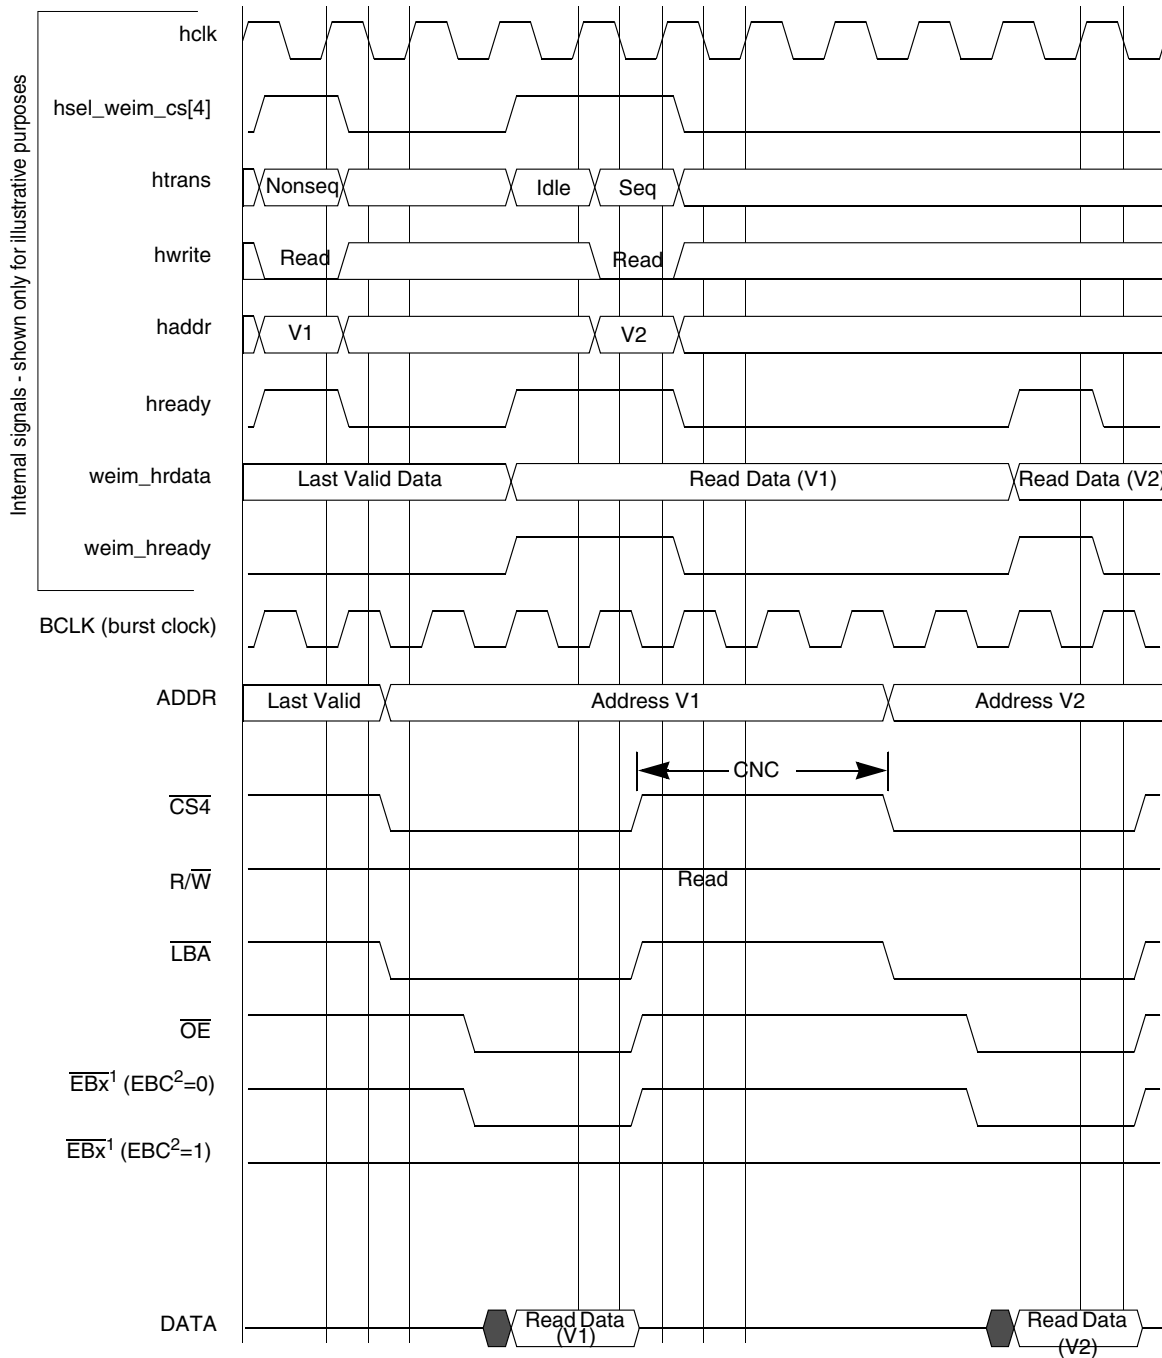 Internal signals - shown only for illustrative purposes
hclk
hsel_weim_cs[4]
htrans
Nonseq
Idle
Seq
hwrite
Read
Read
haddr
V1
V2
hready
weim_hrdata
Last Valid Data
Read Data (V1)
Read Data (V2)
weim_hready
BCLK (burst clock)
ADDR
Last Valid
Address V1
Address V2
CNC
CS4
R/W
Read
LBA
OE
EBx1 (EBC2=0)
EBx1 (EBC2=1)
DATA
Read Data
(V1)
Read Data
(V2)